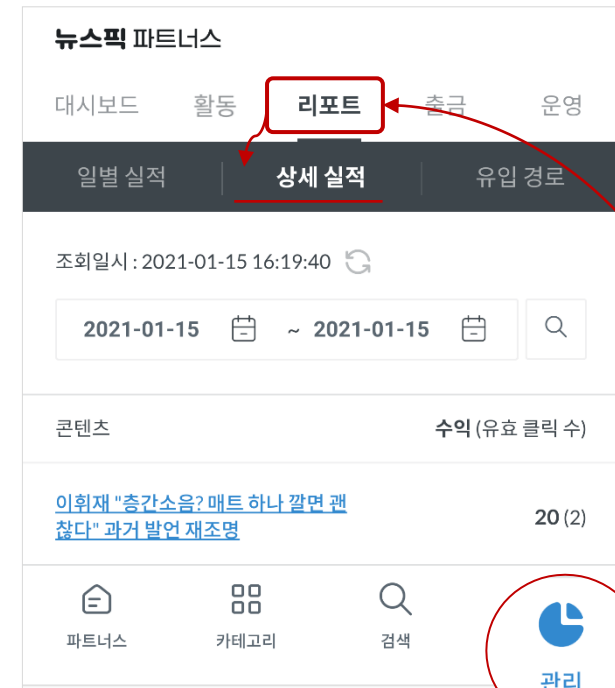 뉴스픽 파트너스
대시보드 활동 리포트 출금 운영
일별 실적 상세 실적 유입 경로
조회일시 : 2021-01-15 16:19:40
2021-01-15 ~ 2021-01-15
콘텐츠 수익 (유효 클릭 수)
이휘재 "층간소음? 매트 하나 깔면 괜
찮다" 과거 발언 재조명
20 (2)
파트너스 카테고리 검색
관리